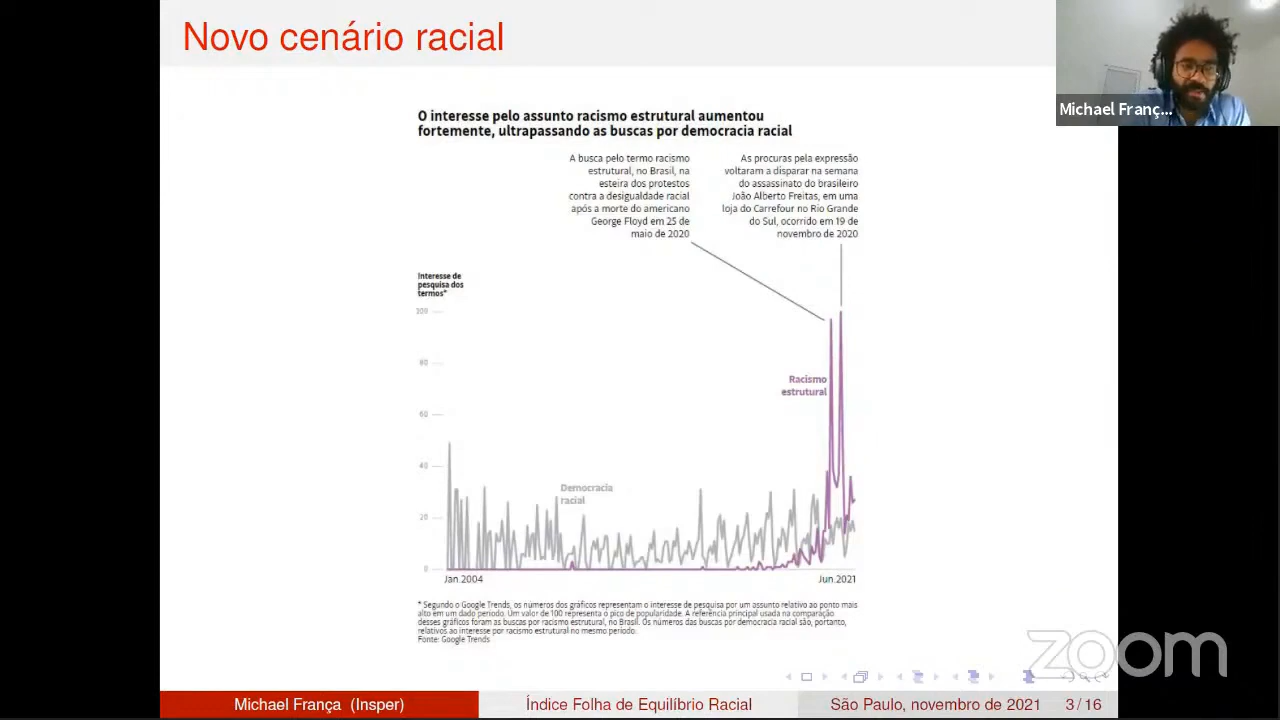 Novo cenário racial
Michael Franç...
O interesse pelo assunto racismo estrutural aumentou
fortemente, ultrapassando as buscas por democracia racial
A busca pelo termo racismo
estrutural, no Brasil, na
esteira dos protestos
contra a desigualdade racial
após a morte do americano
George Floyd em 25 de
maio de 2020
As procuras pela expressão
voltaram a disparar na semana
do assassinato do brasileiro
João Alberto Freitas, em uma
loja do Carrefour no Rio Grande
do Sul, ocorrido em 19 de
novembro de 2020
Interesse de
pesquisa dos
termos*
100
80
60
40
20
0
Racismo
estrutural
Democracia
racial
Jan.2004
Jun.2021
* Segundo o Google Trends, os números dos gráficos representam o interesse de pesquisa por um assunto relativo ao ponto mais
alto em um dado período. Um valor de 100 representa o pico de popularidade. A referência principal usada na comparação
desses gráficos foram as buscas por racismo estrutural, no Brasil. Os números das buscas por democracia racial são, portanto,
relativos ao interesse por racismo estrutural no mesmo período.
Fonte: Google Trends
zoom
Michael França (Insper)
Índice Folha de Equilíbrio Racial
São Paulo, novembro de 2021
3 / 16